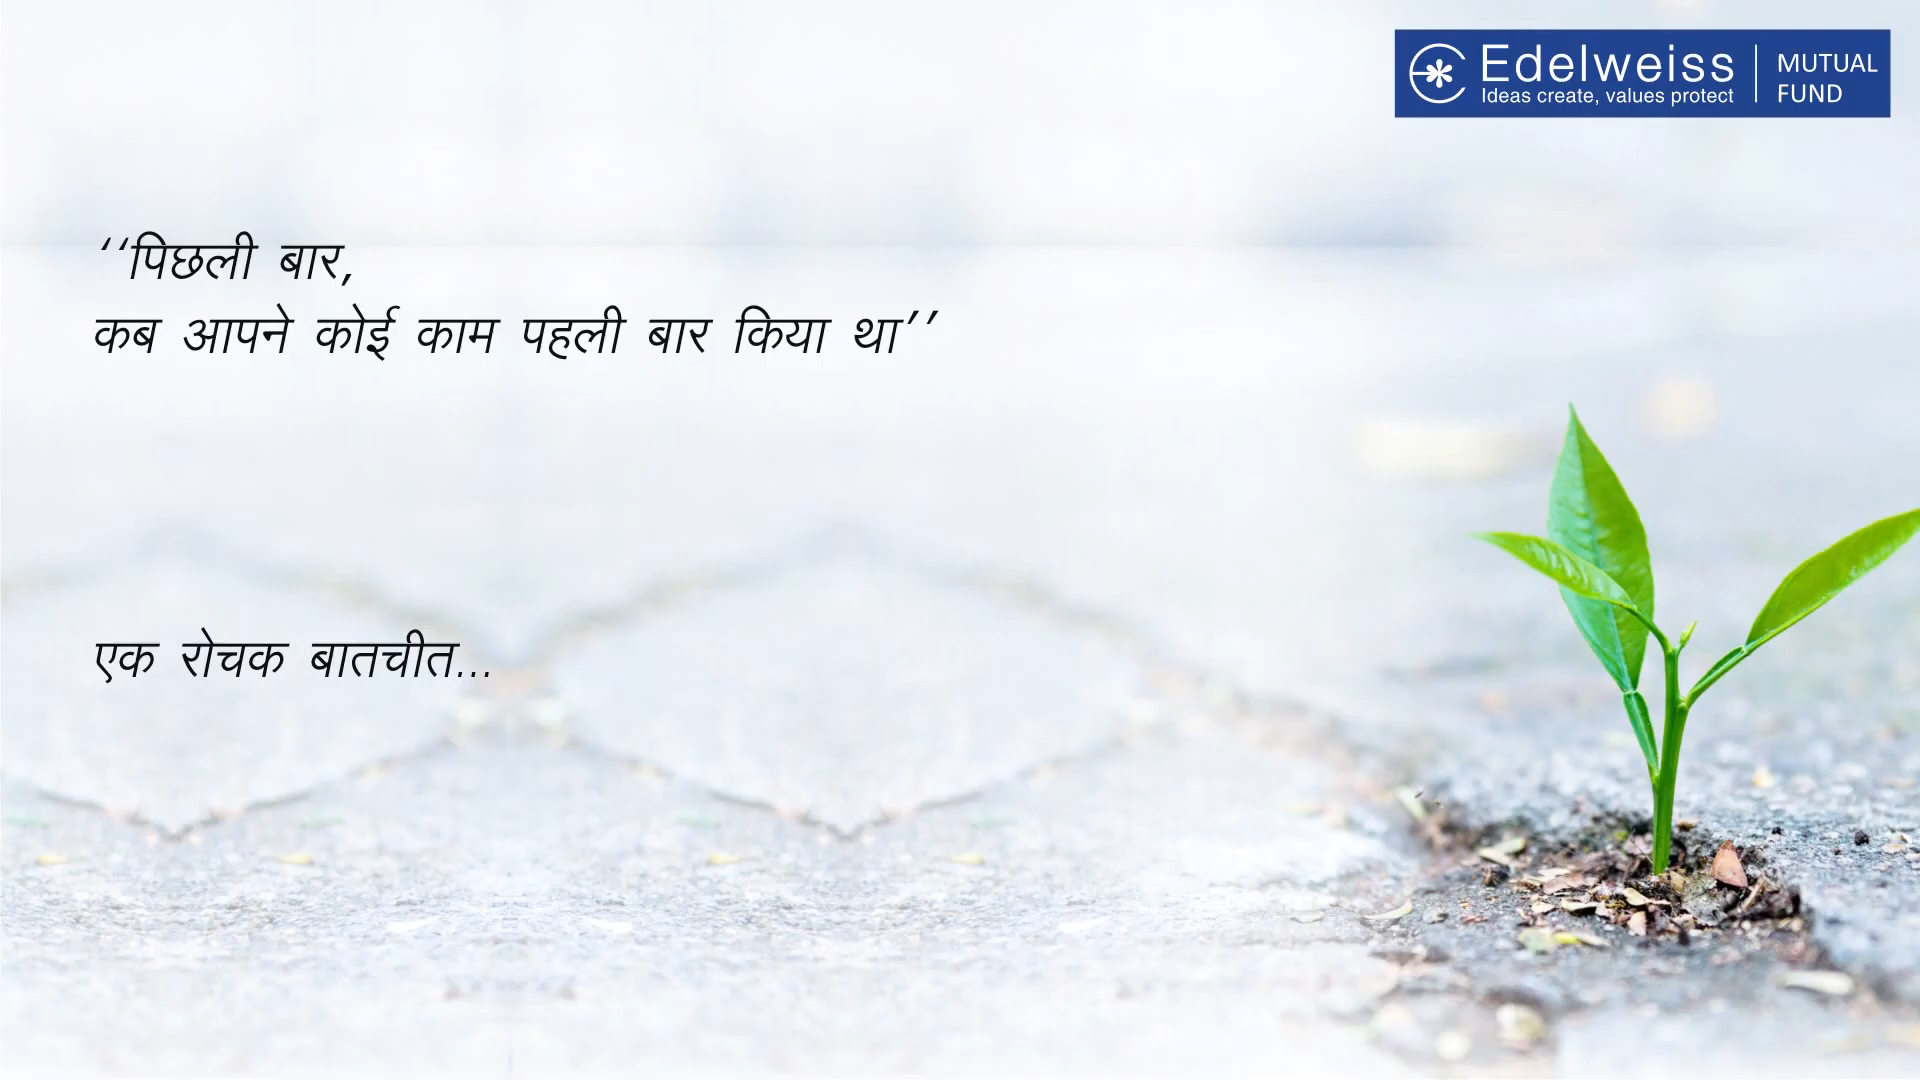 Edelweiss
Ideas create, values protect
MUTUAL
FUND
‘‘पिछली बार,
कब आपने कोई काम पहली बार किया था’’
एक रोचक बातचीत...